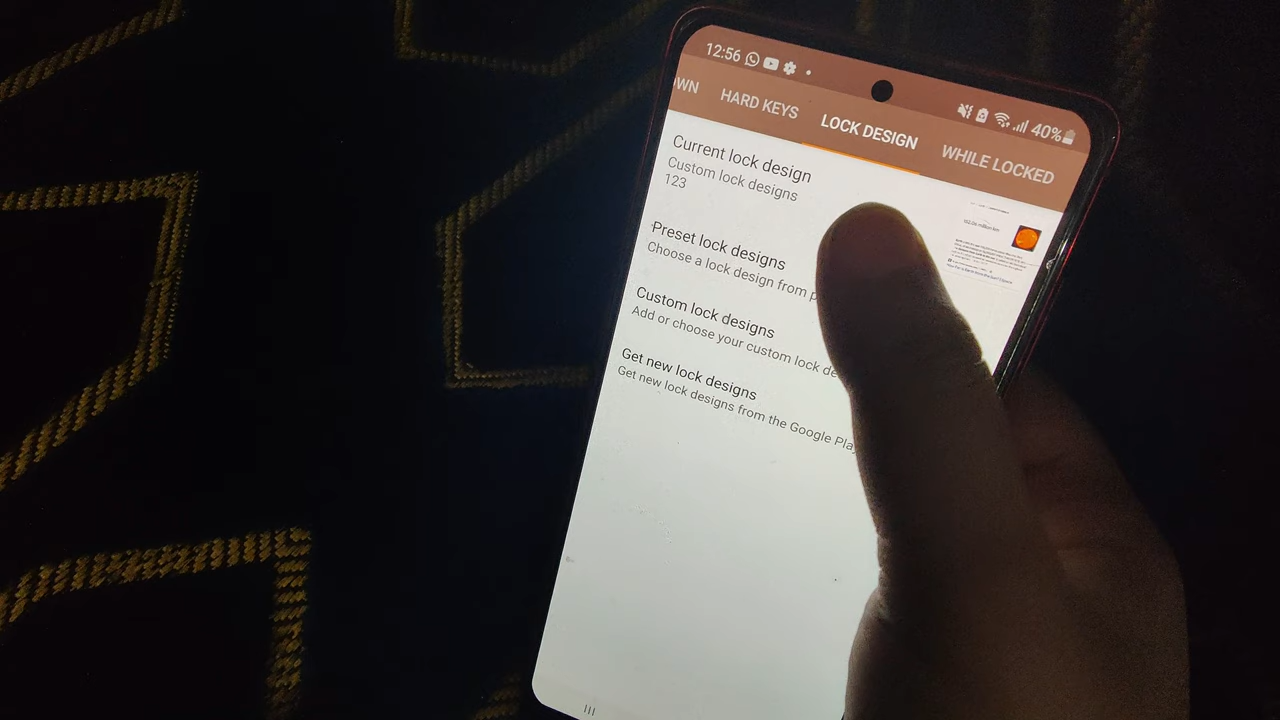 12:56
40%
HARD KEYS
LOCK DESIGN
WHILE LOCKED
Current lock design
Custom lock designs
123
Preset lock designs
Choose a lock design from
Custom lock designs
Add or choose your custom lock
Get new lock designs
Get new lock designs from the Google Play